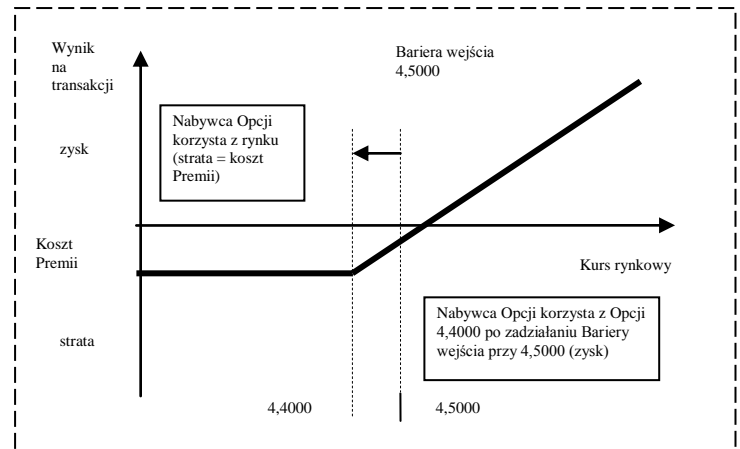 Wynik
na
transakcji
Bariera wejścia
4,5000
Nabywca Opcji
korzysta z rynku
(strata = koszt
Premii)
zysk
Koszt
Premii
Kurs rynkowy
Nabywca Opcji korzysta z Opcji
4,4000 po zadziałaniu Bariery
wejścia przy 4,5000 (zysk)
strata
4,4000
4,5000